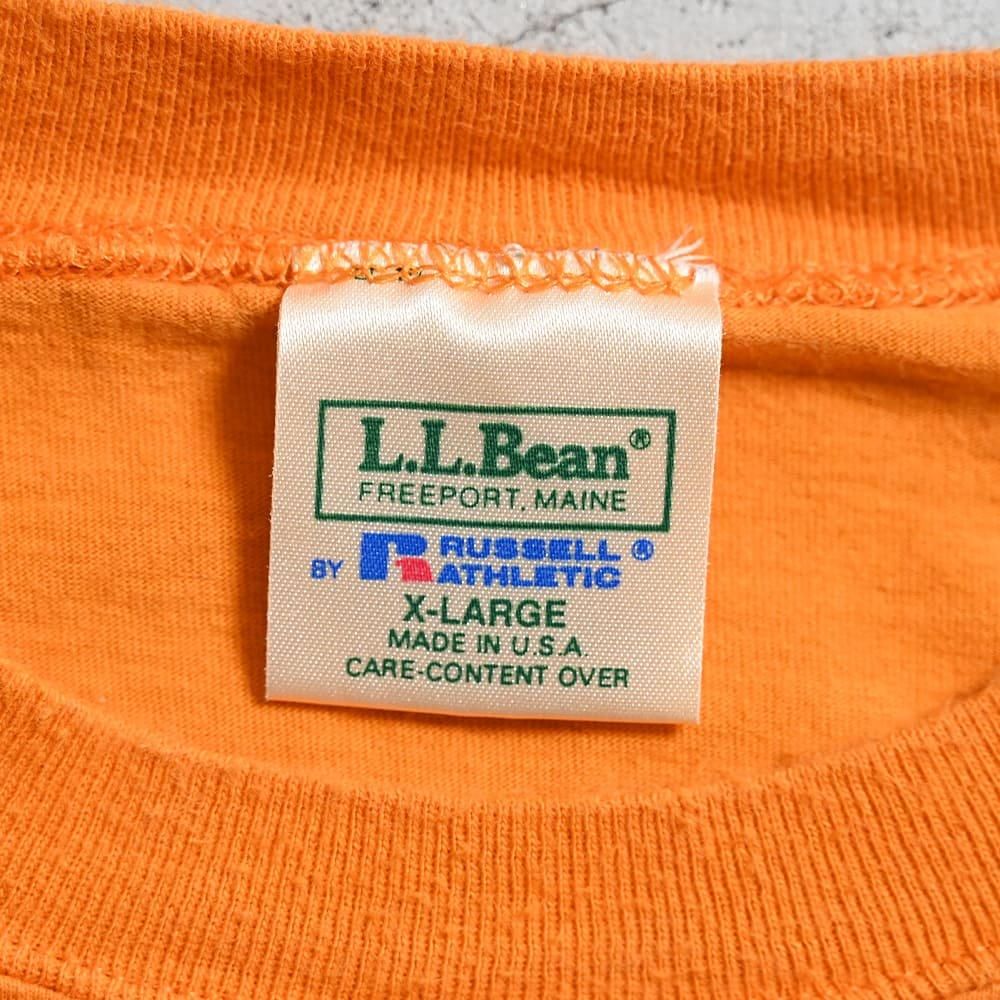 L.L.Bean®
FREEPORT, MAINE
BY R RUSSELL ®
ATHLETIC
X-LARGE
MADE IN U.S.A.
CARE-CONTENT OVER